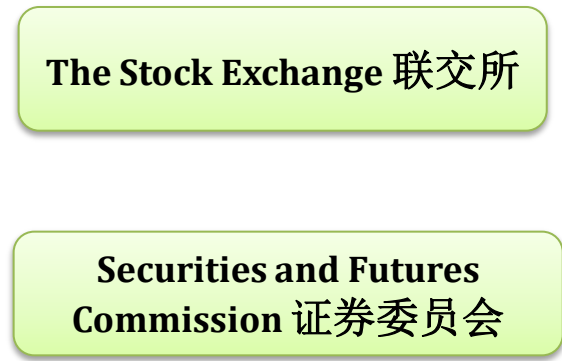 The Stock Exchange 联交所
Securities and Futures
Commission 证券委员会